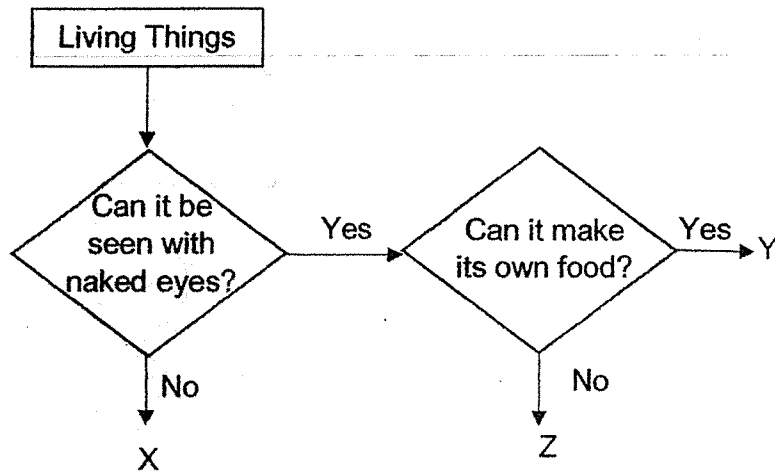 Living Things
Can it be
seen with
naked eyes?
Yes
Can it make
its own food?
Yes
Y
No
X
No
Z